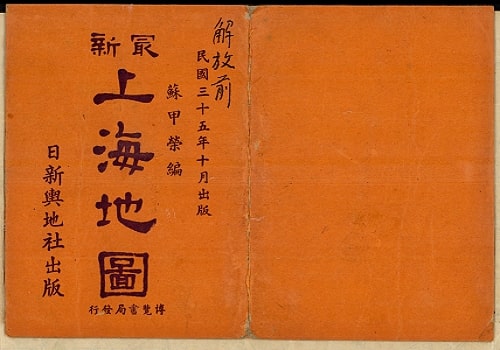 解放前
民國三十五年十月出版
蘇甲榮編
最新
上海地圖
日新輿地社出版
博覽書局發行